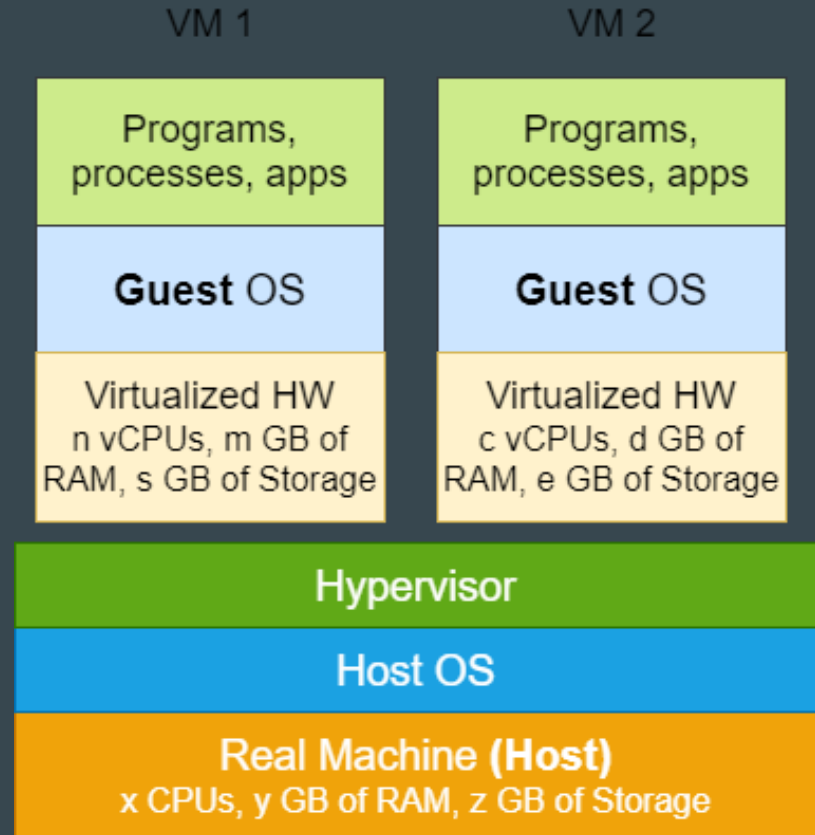 VM 1
VM 2
Programs,
processes, apps
Programs,
processes, apps
Guest OS
Guest OS
Virtualized HW
n vCPUs, m GB of
RAM, s GB of Storage
Virtualized HW
c vCPUs, d GB of
RAM, e GB of Storage
Hypervisor
Host OS
Real Machine (Host)
x CPUs, y GB of RAM, z GB of Storage